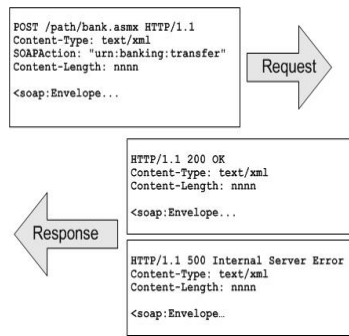 POST /path/bank.asmx HTTP/1.1
Content-Type: text/xml
SOAPAction: "urn:banking:transfer"
Content-Length: nnnn
<soap:Envelope...
Request
HTTP/1.1 200 OK
Content-Type: text/xml
Content-Length: nnnn
<soap:Envelope...
Response
HTTP/1.1 500 Internal Server Error
Content-Type: text/xml
Content-Length: nnnn
<soap:Envelope…